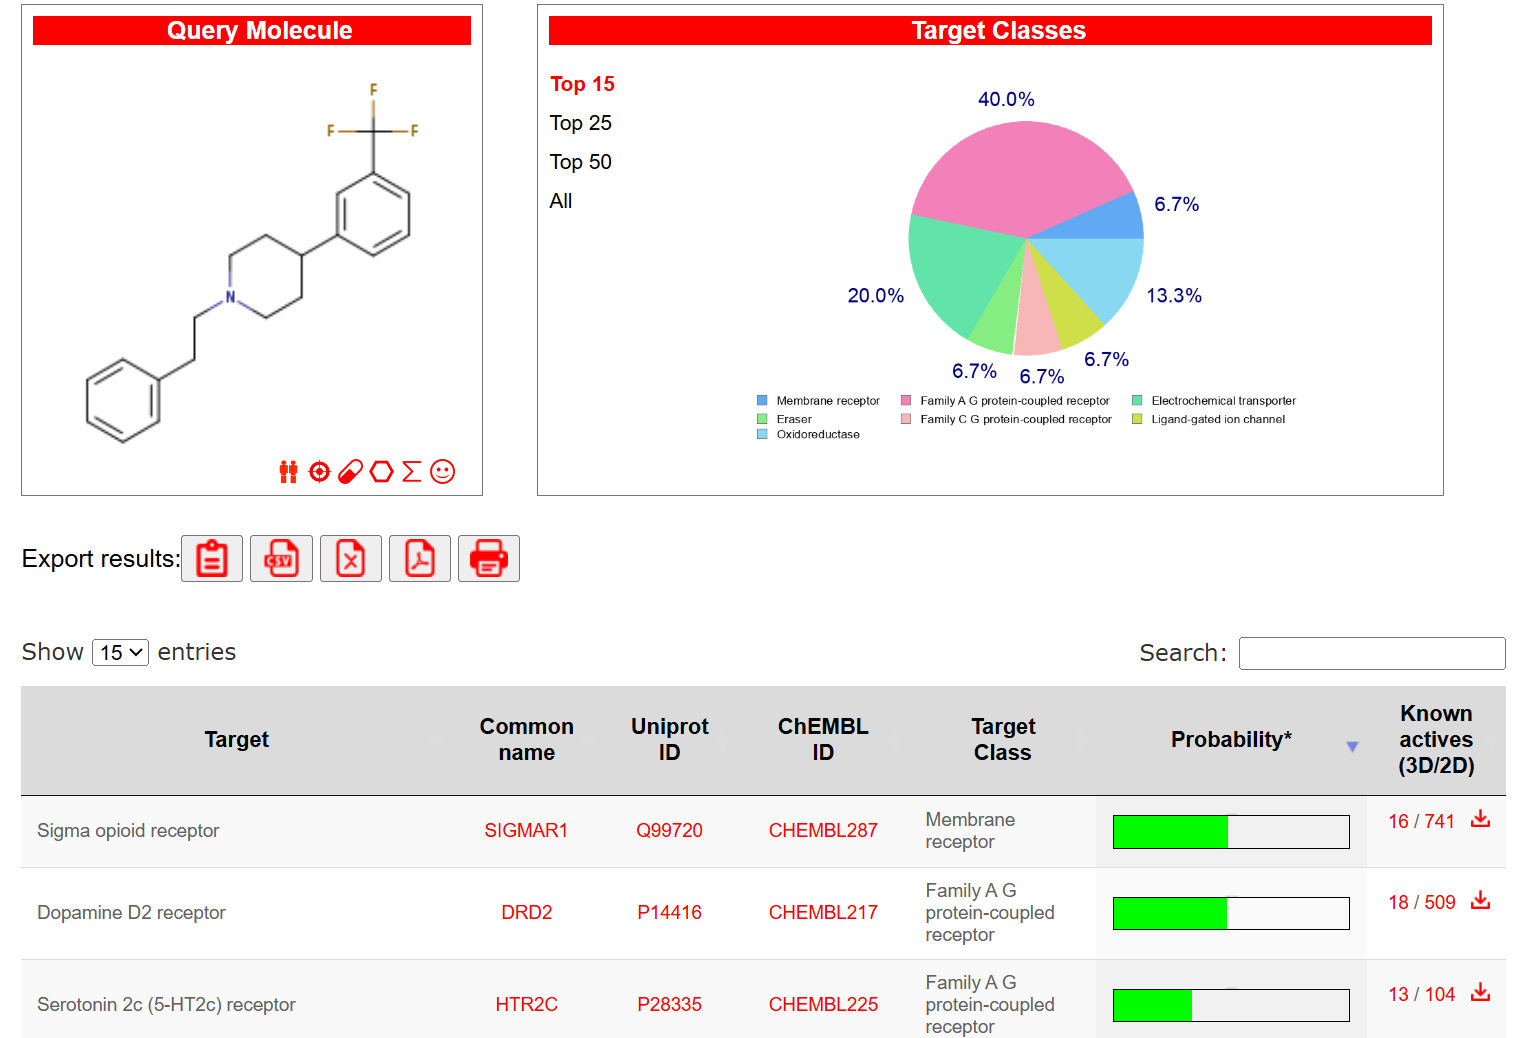 Query Molecule
F
F F
N
Target Classes
Top 15
Top 25
Top 50
All
40.0%
6.7%
20.0%
13.3%
6.7%
6.7%
6.7%
Membrane receptor Family A G protein-coupled receptor Electrochemical transporter
Eraser Family C G protein-coupled receptor Ligand-gated ion channel
Oxidoreductase
Export results:
CSV
Show 15 entries Search:
Target Common name Uniprot ID ChEMBL ID Target Class Probability* Known actives (3D/2D)
Sigma opioid receptor SIGMAR1 Q99720 CHEMBL287 Membrane receptor 16 / 741
Dopamine D2 receptor DRD2 P14416 CHEMBL217 Family A G protein-coupled receptor 18 / 509
Serotonin 2c (5-HT2c) receptor HTR2C P28335 CHEMBL225 Family A G protein-coupled receptor 13 / 104